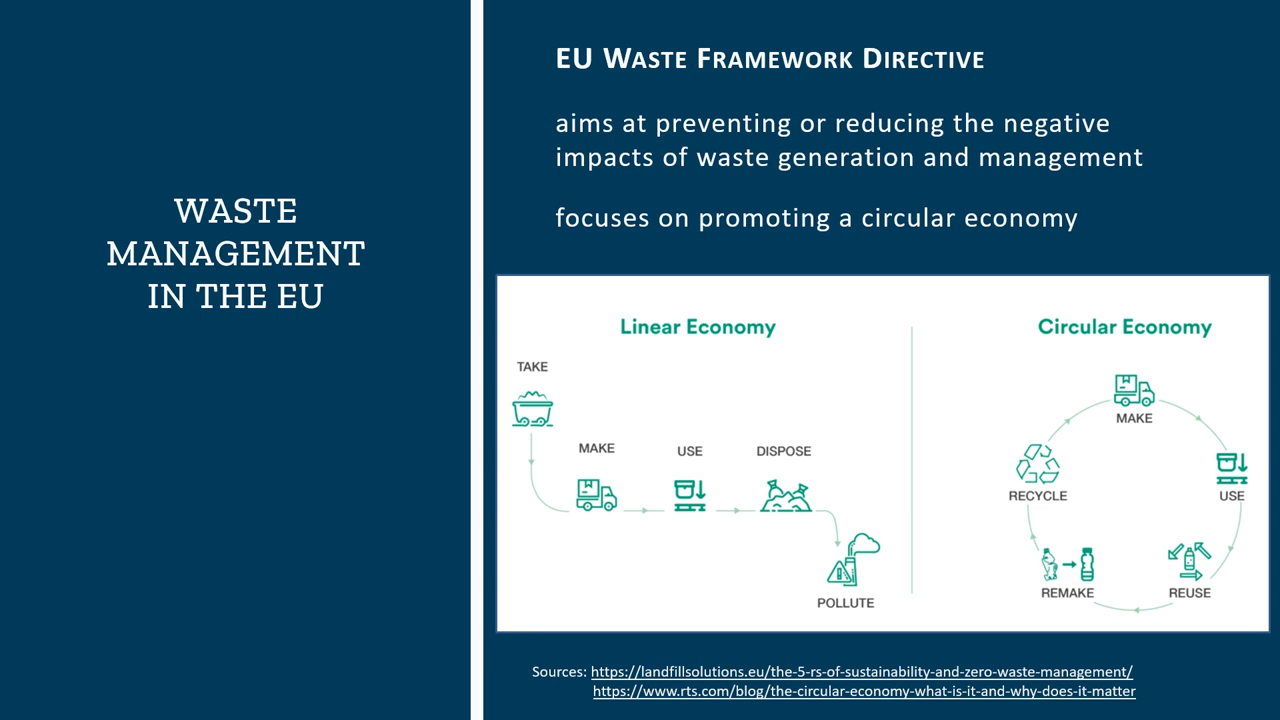 WASTE
MANAGEMENT
IN THE EU
EU WASTE FRAMEWORK DIRECTIVE
aims at preventing or reducing the negative
impacts of waste generation and management
focuses on promoting a circular economy
Linear Economy
TAKE
MAKE
USE
DISPOSE
POLLUTE
Circular Economy
MAKE
USE
REUSE
REMAKE
RECYCLE
Sources: https://landfillsolutions.eu/the-5-rs-of-sustainability-and-zero-waste-management/
https://www.rts.com/blog/the-circular-economy-what-is-it-and-why-does-it-matter